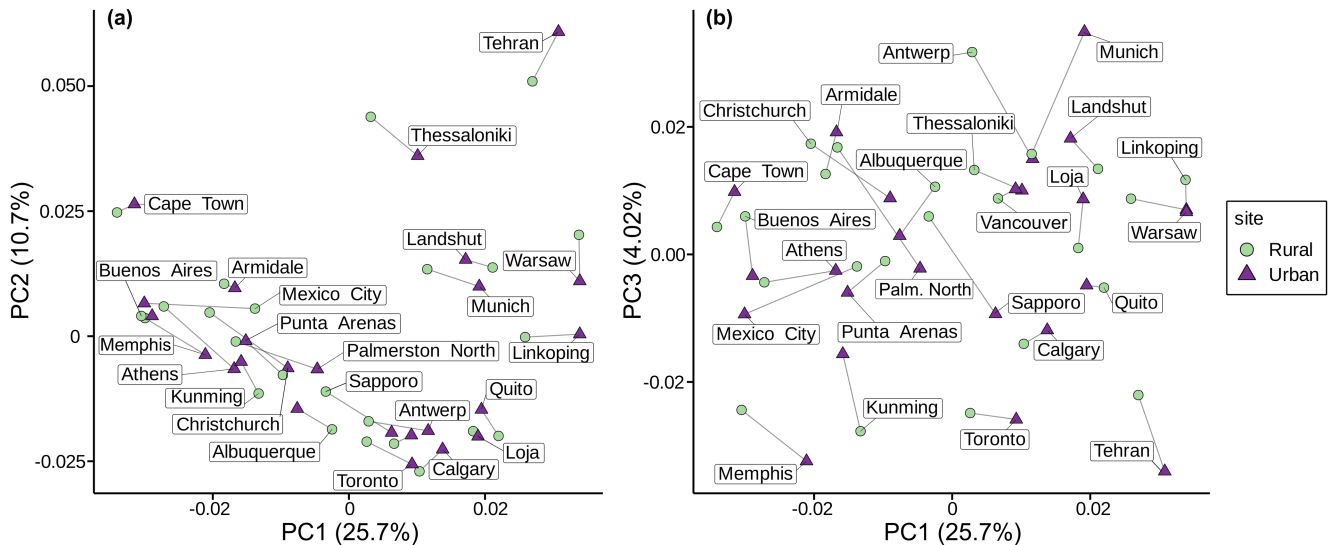 (a)
Tehran
0.050
Thessaloniki
Cape Town
0.025
Landshut
Warsaw
Buenos Aires
Armidale
Mexico City
Munich
Punta Arenas
0
Memphis
Palmerston North
Linkoping
Athens
Sapporo
Kunming
Quito
Christchurch
Antwerp
Albuquerque
Loja
-0.025
Calgary
Toronto
-0.02
0
0.02
PC1 (25.7%)
PC2 (10.7%)
(b)
Antwerp
Munich
Armidale
Christchurch
Landshut
0.02
Thessaloniki
Linkoping
Albuquerque
Cape Town
Loja
Buenos Aires
Vancouver
Warsaw
Athens
0.00
Palm. North
Sapporo
Quito
Mexico City
Punta Arenas
Calgary
-0.02
Kunming
Toronto
Tehran
Memphis
-0.02
0
0.02
PC1 (25.7%)
PC3 (4.02%)
site
Rural
Urban